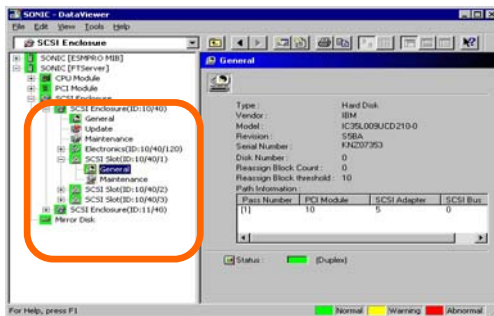 SONIC - DataViewer
File Edit View Tools Help
SCSI Enclosure
SONIC [ESMPRO MIB]
SONIC [FTServer]
CPU Module
PCI Module
SCSI Enclosure
SCSI Enclosure(ID:10/40)
General
Update
Maintenance
Electronics(ID:10/40/120)
SCSI Slot(ID:10/40/1)
General
Maintenance
SCSI Slot(ID:10/40/2)
SCSI Slot(ID:10/40/3)
SCSI Enclosure(ID:11/40)
Mirror Disk
General
Type : Hard Disk
Vendor : IBM
Model : IC35L009UCD210-0
Revision : S5BA
Serial Number : KNZ07353
Disk Number : 0
Reassign Block Count : 0
Reassign Block threshold : 10
Path Information :
Pass Number PCI Module SCSI Adapter SCSI Bus
[1] 10 5 0
Status : (Duplex)
For Help, press F1
Normal Warning Abnormal